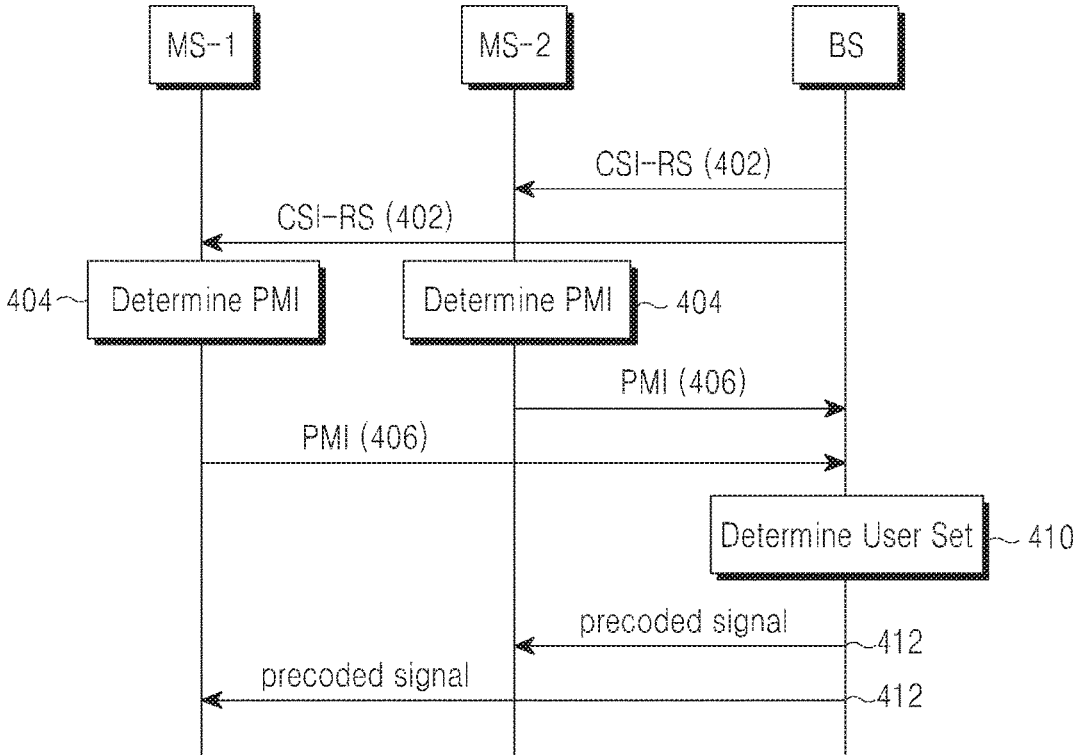 MS-1
MS-2
BS
CSI-RS (402)
CSI-RS (402)
404
Determine PMI
Determine PMI
404
PMI (406)
PMI (406)
Determine User Set
410
precoded signal
412
precoded signal
412